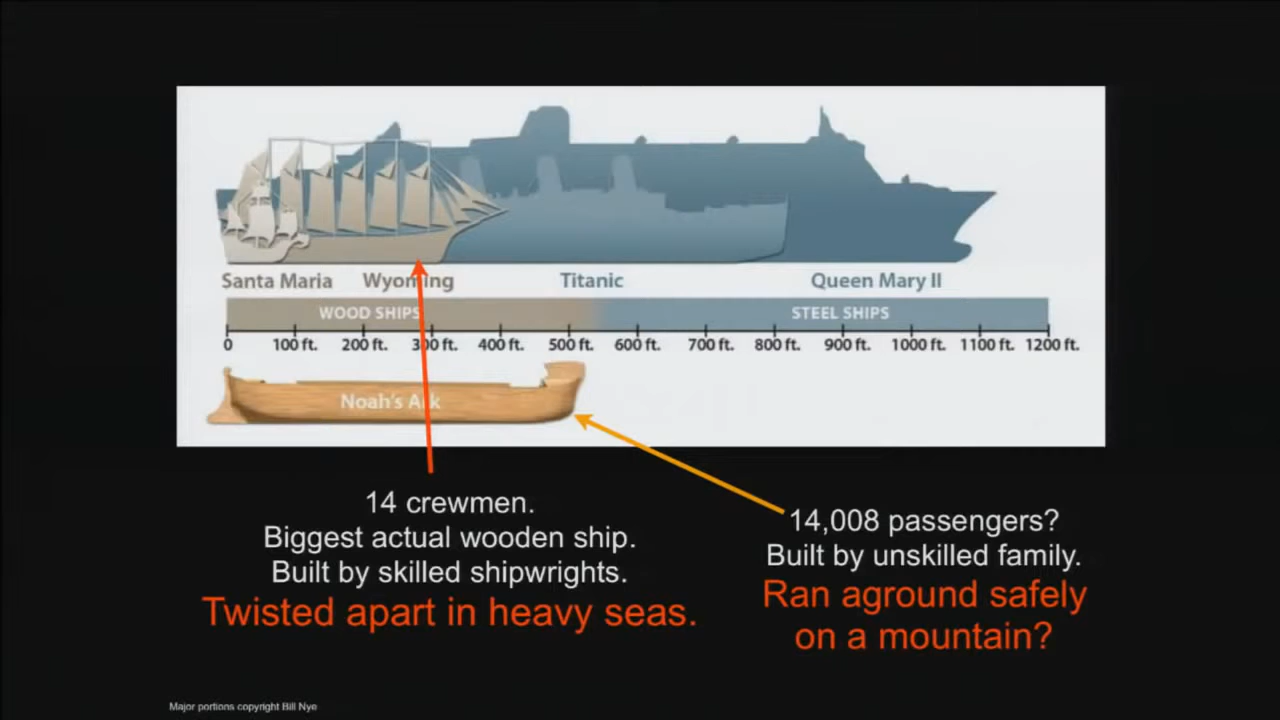 Santa Maria Wyoming Titanic Queen Mary II
WOOD SHIPS STEEL SHIPS
0 100 ft. 200 ft. 300 ft. 400 ft. 500 ft. 600 ft. 700 ft. 800 ft. 900 ft. 1000 ft. 1100 ft. 1200 ft.
Noah's Ark
14 crewmen.
Biggest actual wooden ship.
Built by skilled shipwrights.
Twisted apart in heavy seas.
14,008 passengers?
Built by unskilled family.
Ran aground safely
on a mountain?
Major portions copyright Bill Nye